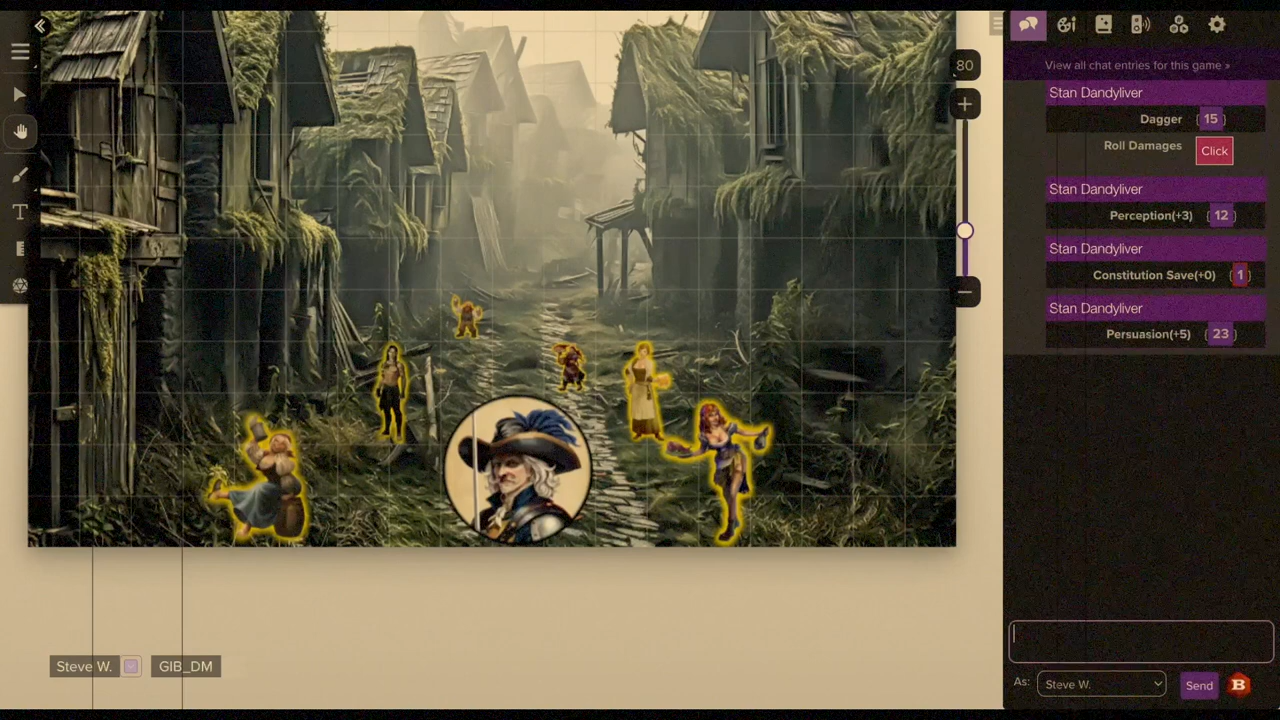 80
View all chat entries for this game »
Stan Dandyliver
Dagger 15
Roll Damages Click
Stan Dandyliver
Perception(+3) 12
Stan Dandyliver
Constitution Save(+0) 1
Stan Dandyliver
Persuasion(+5) 23
Steve W. GIB_DM
As: Steve W. Send B